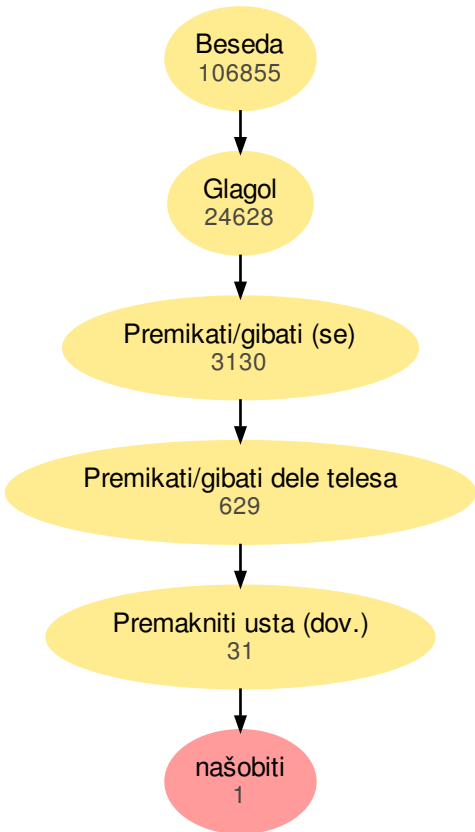 Beseda
106855
Glagol
24628
Premikati/gibati (se)
3130
Premikati/gibati dele telesa
629
Premakniti usta (dov.)
31
našobiti
1